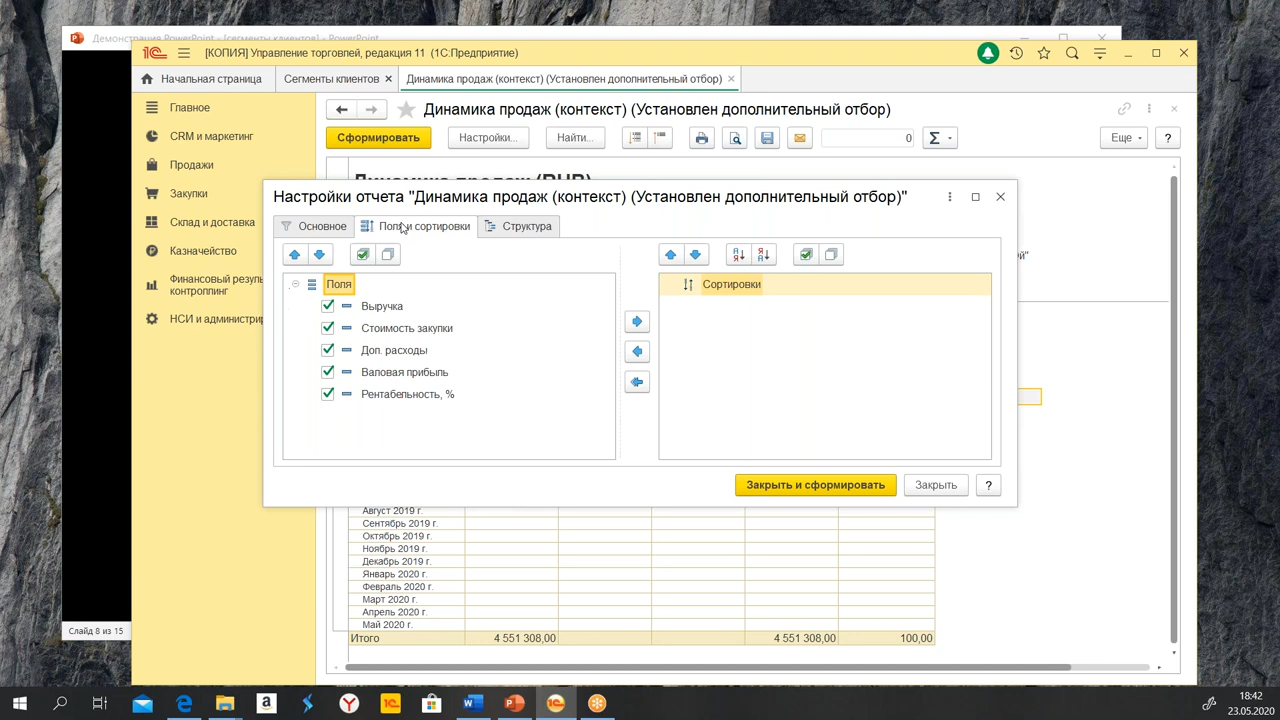 Демонстрация PowerPoint - [сегменты клиентов] - PowerPoint
[КОПИЯ] Управление торговлей, редакция 11 (1С:Предприятие)
Начальная страница
Сегменты клиентов
Динамика продаж (контекст) (Установлен дополнительный отбор)
Главное
CRM и маркетинг
Продажи
Закупки
Склад и доставка
Казначейство
Финансовый резуль
контроллинг
НСИ и администрир
Динамика продаж (контекст) (Установлен дополнительный отбор)
Сформировать
Настройки...
Найти...
0
Σ
Еще
?
Динамика продаж (RUB)
Настройки отчета "Динамика продаж (контекст) (Установлен дополнительный отбор)"
Основное
Поля и сортировки
Структура
Поля
Выручка
Стоимость закупки
Доп. расходы
Валовая прибыль
Рентабельность, %
Сортировки
Закрыть и сформировать
Закрыть
?
Август 2019 г.
Сентябрь 2019 г.
Октябрь 2019 г.
Ноябрь 2019 г.
Декабрь 2019 г.
Январь 2020 г.
Февраль 2020 г.
Март 2020 г.
Апрель 2020 г.
Май 2020 г.
Итого 4 551 308,00 4 551 308,00 100,00
Слайд 8 из 15
18:42
23.05.2020